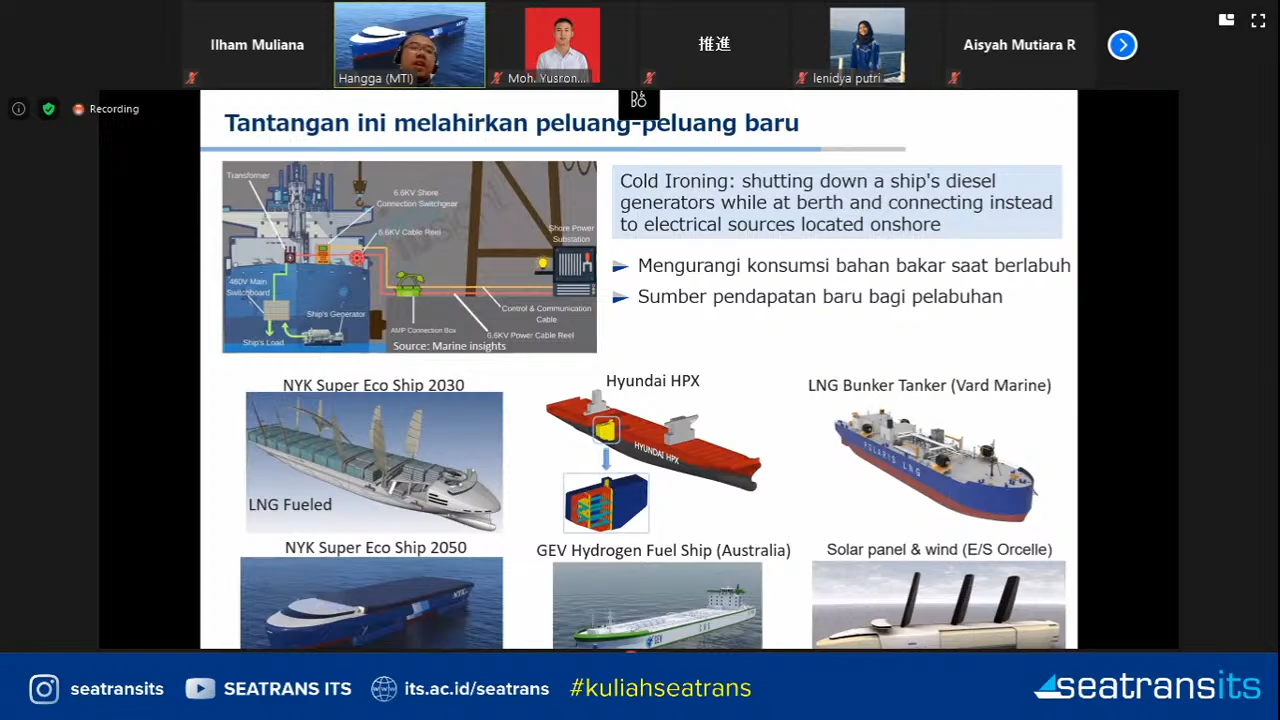 Ilham Muliana
Hangga (MTI)
Moh. Yusron...
推進
lenidya putri
Aisyah Mutiara R
Recording
D&
BO
Tantangan ini melahirkan peluang-peluang baru
Transformer
6.6KV Shore
Connection Switchgear
6.6KV Cable Reel
Shore Power
Substation
460V Main
Switchboard
Ship's Generator
Control & Communication
Cable
AMP Connection Box
6.6KV Power Cable Reel
Ship's Load
Source: Marine insights
Cold Ironing: shutting down a ship's diesel
generators while at berth and connecting instead
to electrical sources located onshore
Mengurangi konsumsi bahan bakar saat berlabuh
Sumber pendapatan baru bagi pelabuhan
NYK Super Eco Ship 2030
LNG Fueled
Hyundai HPX
HYUNDAI HPX
LNG Bunker Tanker (Vard Marine)
POLARIS LNG
NYK Super Eco Ship 2050
NYK
GEV Hydrogen Fuel Ship (Australia)
GEV
Solar panel & wind (E/S Orcelle)
seatransits
SEATRANS ITS
its.ac.id/seatrans
#kuliahseatrans
seatransits